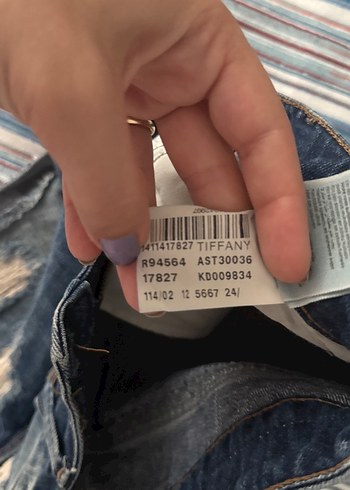 411417827 TIFFANY
R94564 AST30036
17827 KD009834
114/02 12 5667 24/